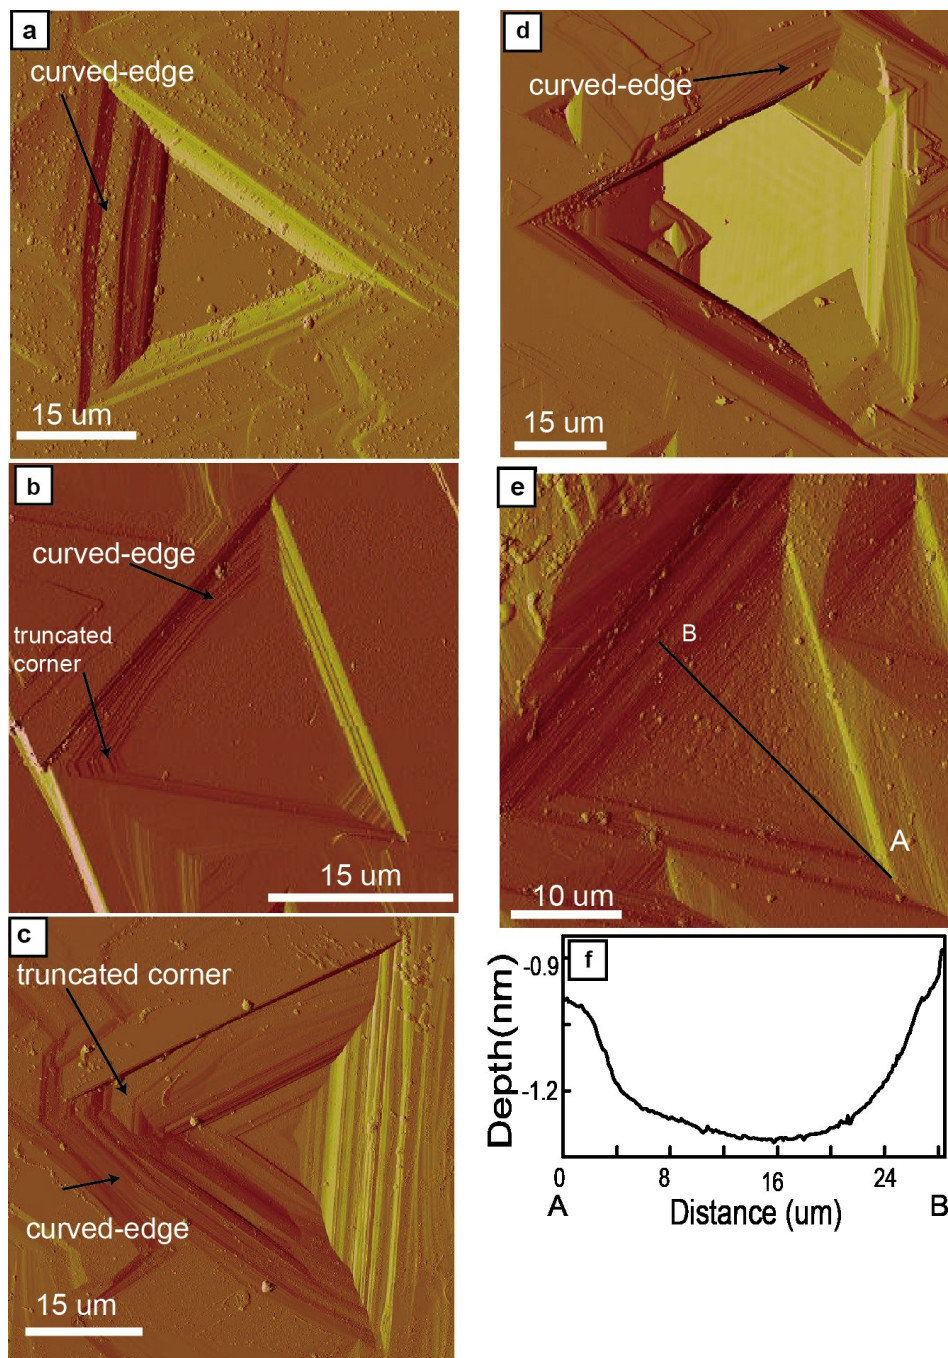 a
curved-edge
15 um
b
curved-edge
truncated
corner
15 um
c
truncated corner
curved-edge
15 um
d
curved-edge
15 um
e
B
A
10 um
f
-0.9
-1.2
Depth(nm)
0 8 16 24
A B
Distance (um)